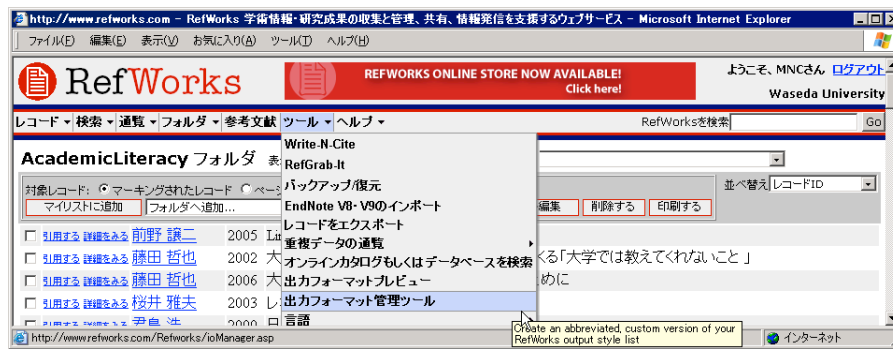 http://www.refworks.com - RefWorks 学術情報・研究成果の収集と管理、共有、情報発信を支援するウェブサービス - Microsoft Internet Explorer
ファイル(F) 編集(E) 表示(V) お気に入り(A) ツール(T) ヘルプ(H)
RefWorks
REFWORKS ONLINE STORE NOW AVAILABLE!
Click here!
ようこそ、MNCさん ログアウト
Waseda University
レコード 検索 通覧 フォルダ 参考文献 ツール ヘルプ RefWorksを検索 Go
AcademicLiteracy フォルダ
対象レコード: マーキングされたレコード
並べ替え レコードID
マイリストに追加 フォルダへ追加... 編集 削除する 印刷する
Write-N-Cite
RefGrab-It
バックアップ/復元
EndNote V8・V9のインポート
レコードをエクスポート
重複データの通覧
オンラインカタログもしくはデータベースを検索
出力フォーマットプレビュー
出力フォーマット管理ツール
言語
引用する 詳細をみる 前野 譲二 2005
引用する 詳細をみる 藤田 哲也 2002 大 くる「大学では教えてくれないこと」
引用する 詳細をみる 藤田 哲也 2006 大 めに
引用する 詳細をみる 桜井 雅夫 2003 レ
Create an abbreviated, custom version of your
RefWorks output style list
http://www.refworks.com/Refworks/ioManager.asp インターネット